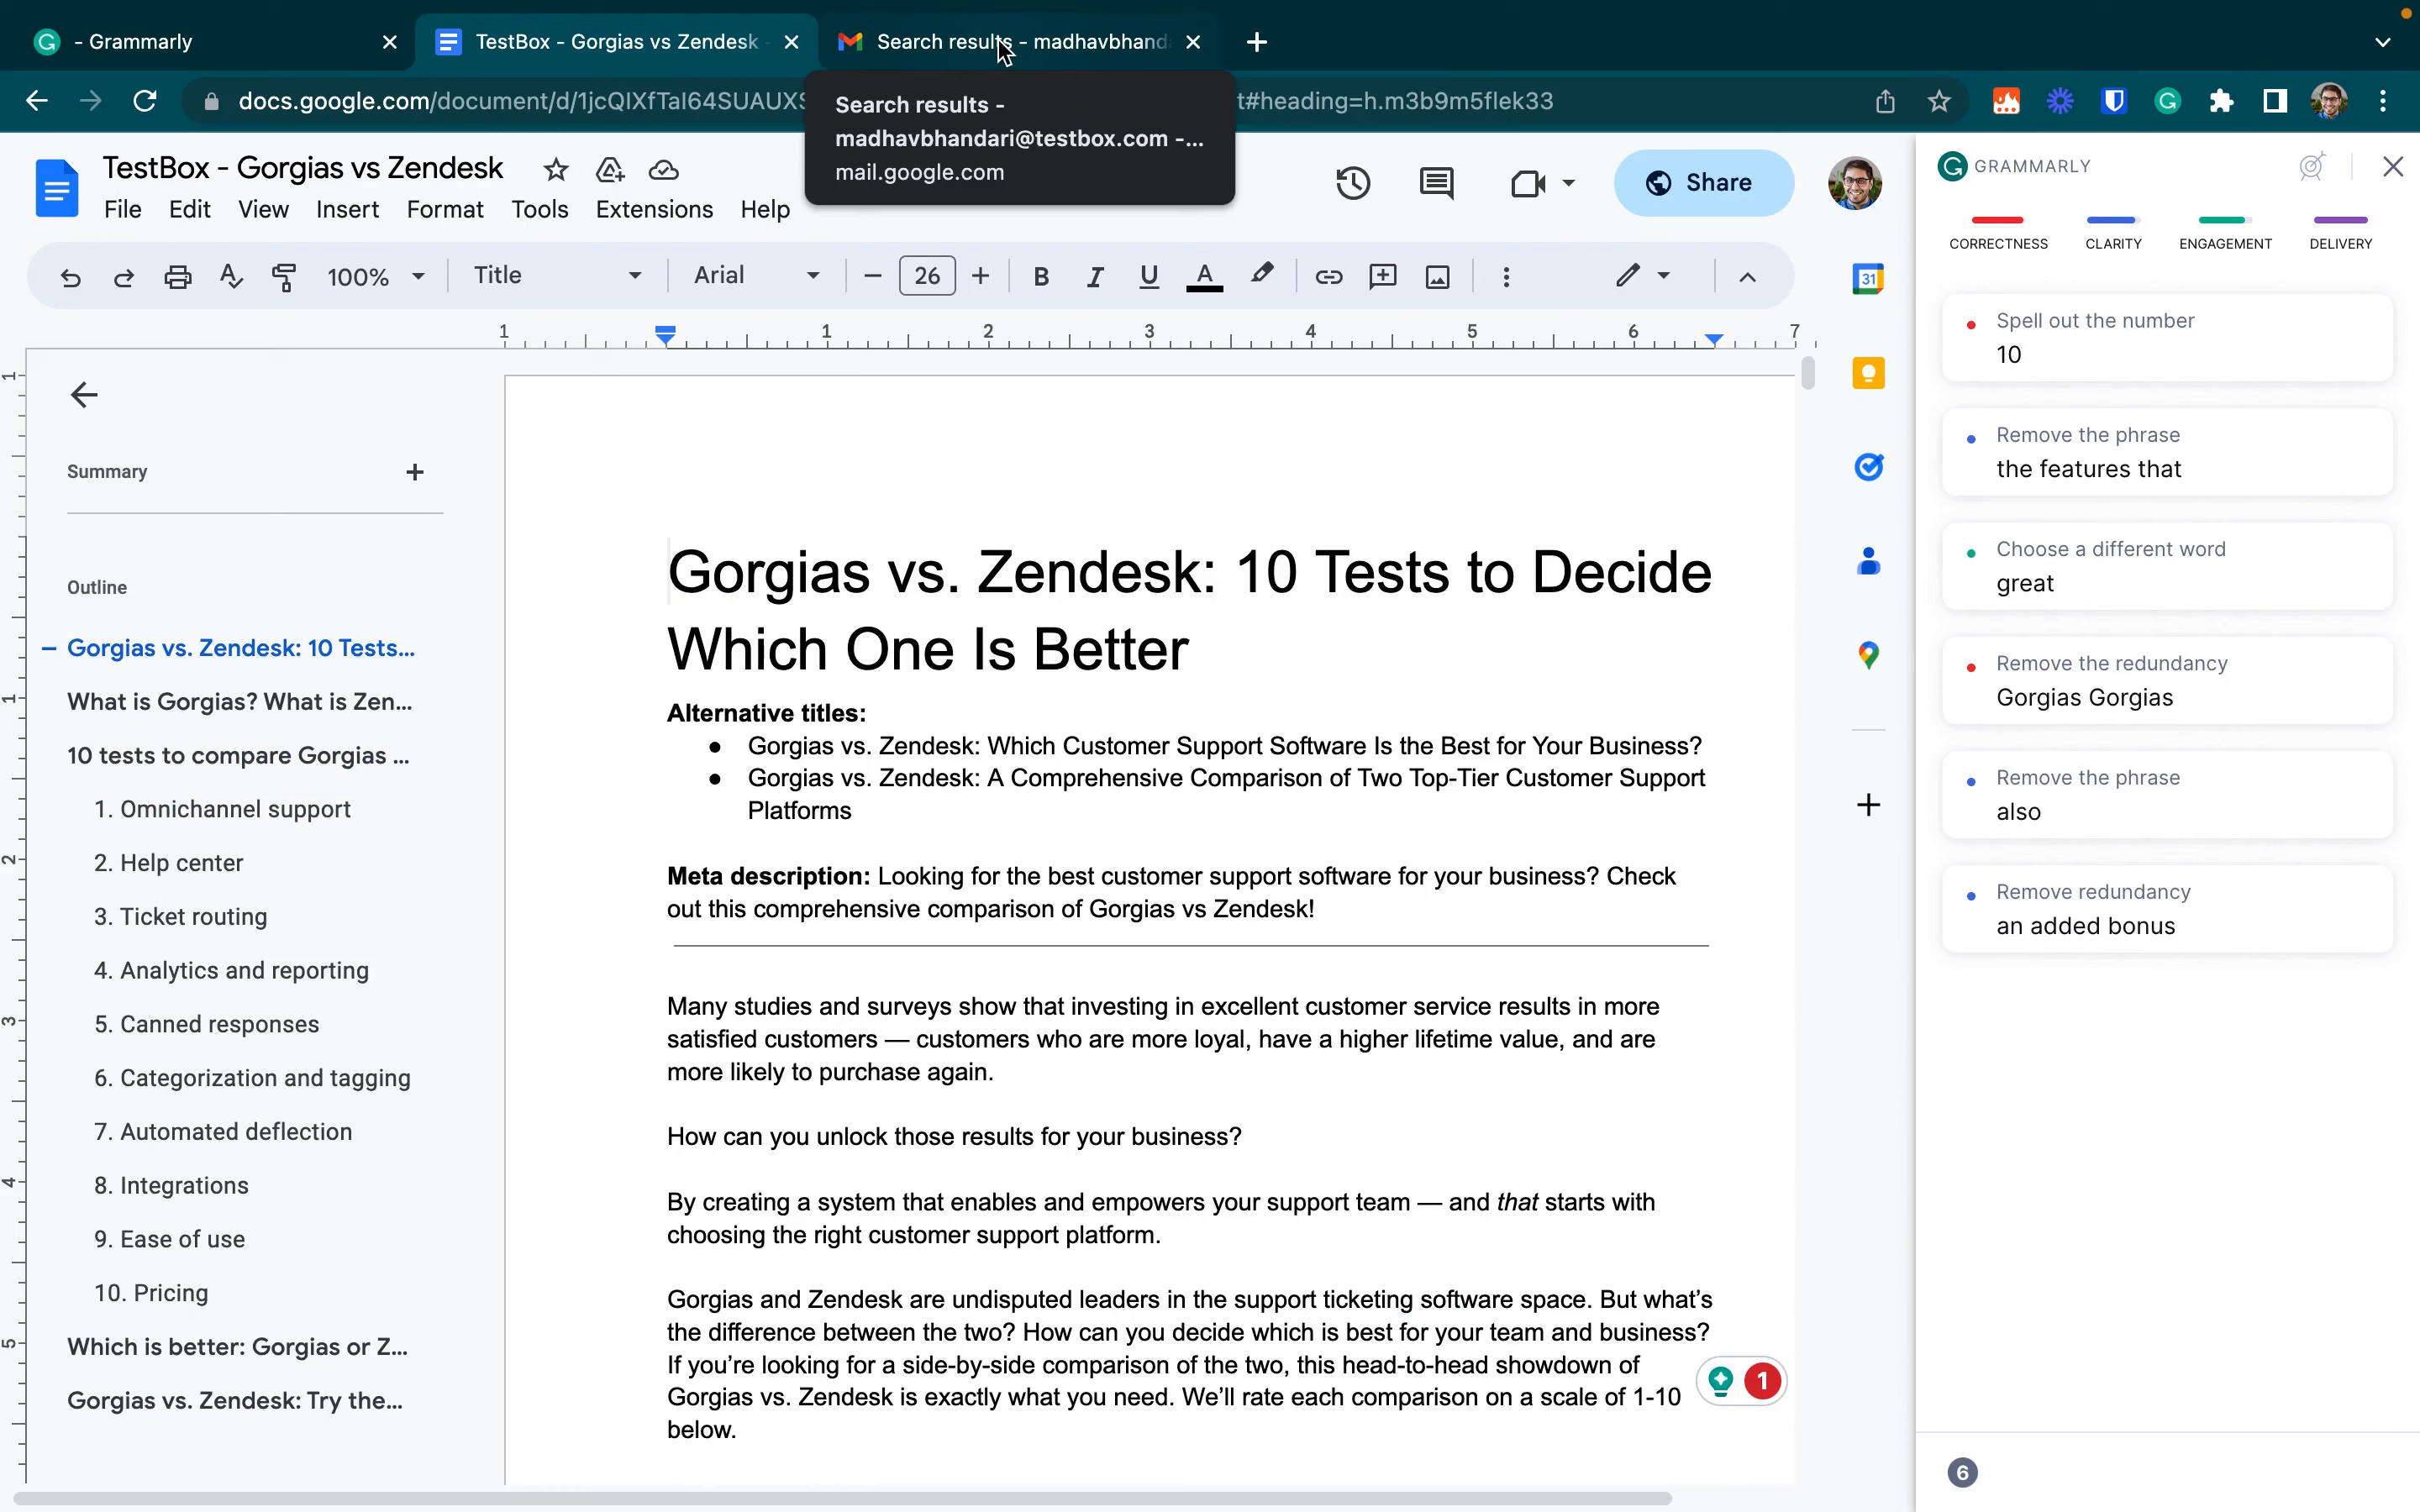 - Grammarly
TestBox - Gorgias vs Zendesk
Search results - madhavbhand
docs.google.com/document/d/1jcQIXfTal64SUAUXS
t#heading=h.m3b9m5flek33
Search results -
madhavbhandari@testbox.com -...
mail.google.com
TestBox - Gorgias vs Zendesk
File Edit View Insert Format Tools Extensions Help
Share
100% Title Arial 26 B I U A
1 1 2 3 4 5 6 7
1
1
2
3
4
5
Summary
Outline
Gorgias vs. Zendesk: 10 Tests...
What is Gorgias? What is Zen...
10 tests to compare Gorgias ...
1. Omnichannel support
2. Help center
3. Ticket routing
4. Analytics and reporting
5. Canned responses
6. Categorization and tagging
7. Automated deflection
8. Integrations
9. Ease of use
10. Pricing
Which is better: Gorgias or Z...
Gorgias vs. Zendesk: Try the...
Gorgias vs. Zendesk: 10 Tests to Decide
Which One Is Better
Alternative titles:
● Gorgias vs. Zendesk: Which Customer Support Software Is the Best for Your Business?
● Gorgias vs. Zendesk: A Comprehensive Comparison of Two Top-Tier Customer Support
Platforms
Meta description: Looking for the best customer support software for your business? Check
out this comprehensive comparison of Gorgias vs Zendesk!
Many studies and surveys show that investing in excellent customer service results in more
satisfied customers — customers who are more loyal, have a higher lifetime value, and are
more likely to purchase again.
How can you unlock those results for your business?
By creating a system that enables and empowers your support team — and that starts with
choosing the right customer support platform.
Gorgias and Zendesk are undisputed leaders in the support ticketing software space. But what’s
the difference between the two? How can you decide which is best for your team and business?
If you’re looking for a side-by-side comparison of the two, this head-to-head showdown of
Gorgias vs. Zendesk is exactly what you need. We’ll rate each comparison on a scale of 1-10
below.
1
31
GRAMMARLY
CORRECTNESS CLARITY ENGAGEMENT DELIVERY
Spell out the number
10
Remove the phrase
the features that
Choose a different word
great
Remove the redundancy
Gorgias Gorgias
Remove the phrase
also
Remove redundancy
an added bonus
6